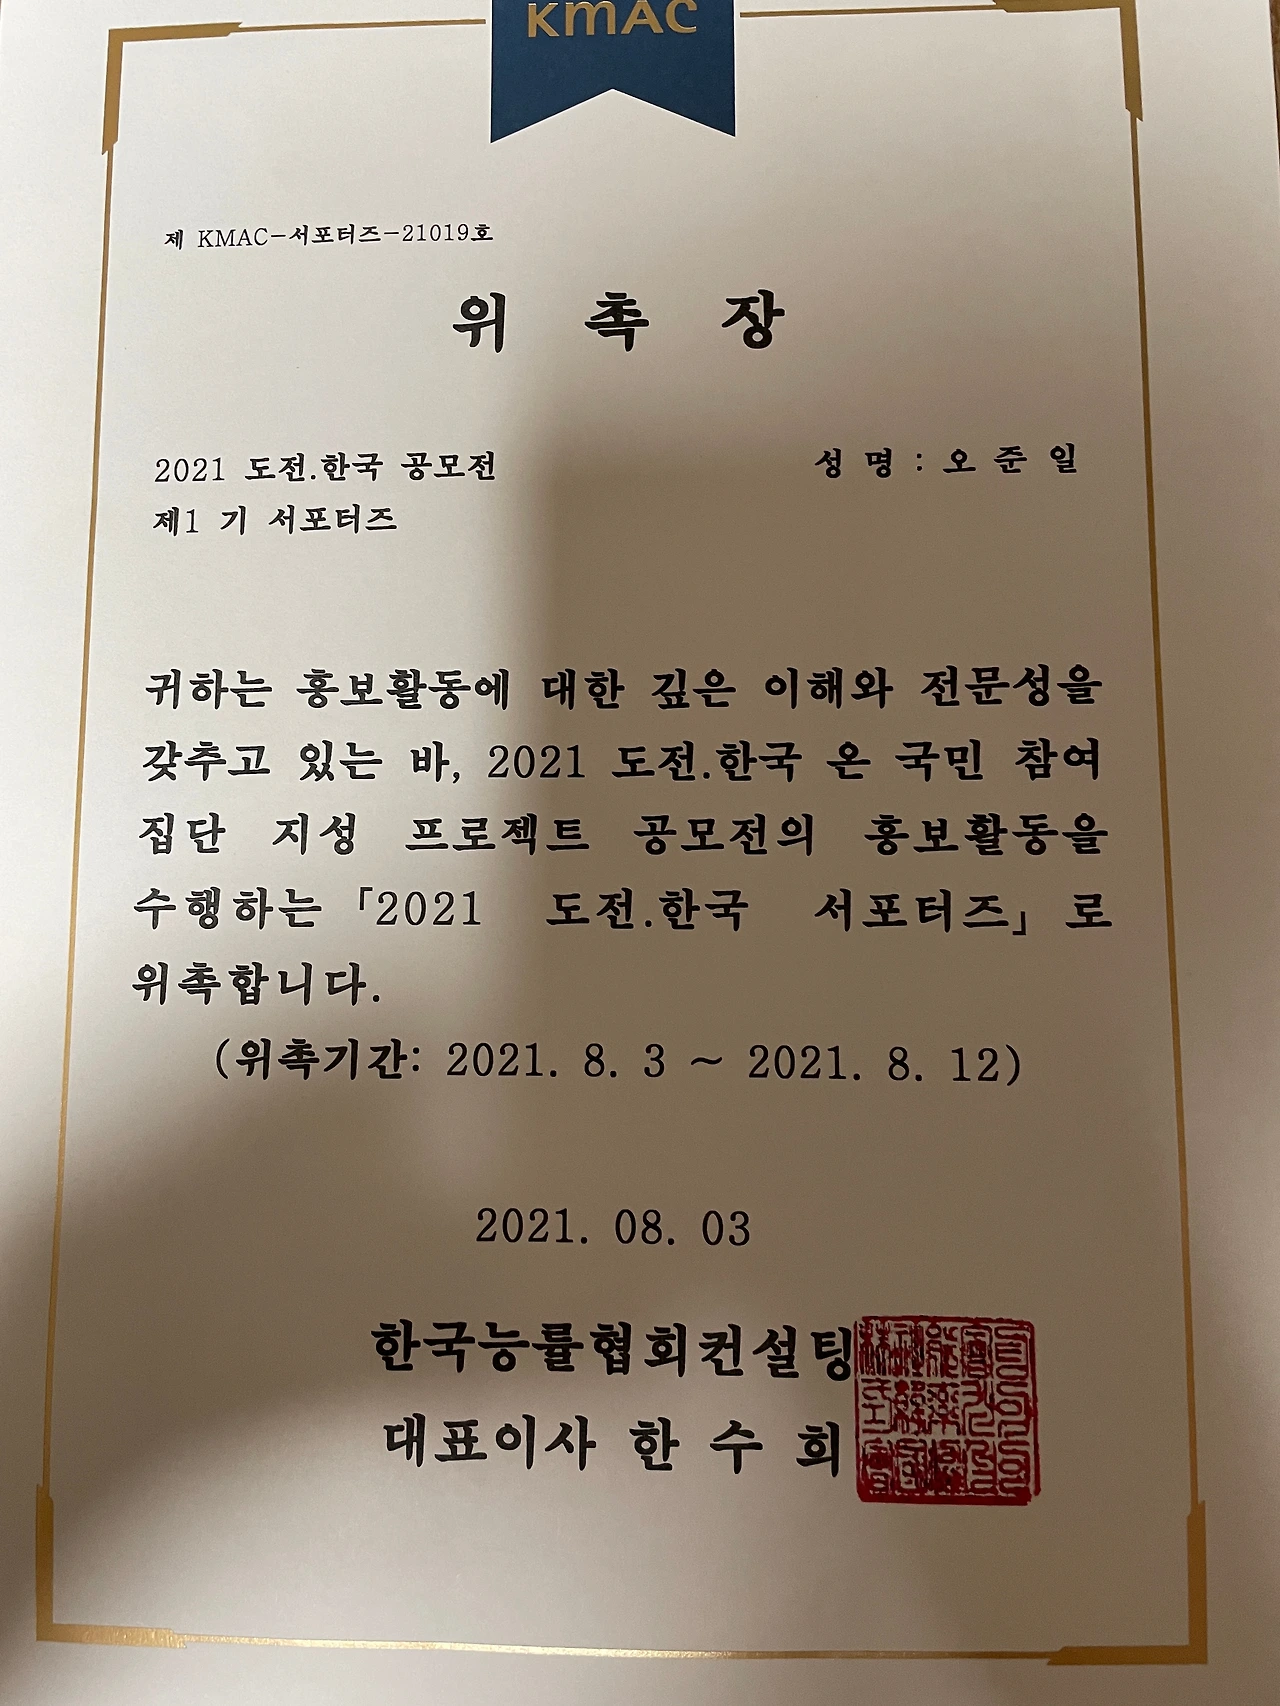 KMAC
제 KMAC-서포터즈-21019호
위 촉 장
2021 도전.한국 공모전
성 명 : 오 준 일
제1 기 서포터즈
귀하는 홍보활동에 대한 깊은 이해와 전문성을
갖추고 있는 바, 2021 도전.한국 온 국민 참여
집단 지성 프로젝트 공모전의 홍보활동을
수행하는 「2021 도전.한국 서포터즈」 로
위촉합니다.
(위촉기간: 2021. 8. 3 ~ 2021. 8. 12)
2021. 08. 03
한국능률협회컨설팅
대표이사 한 수 희